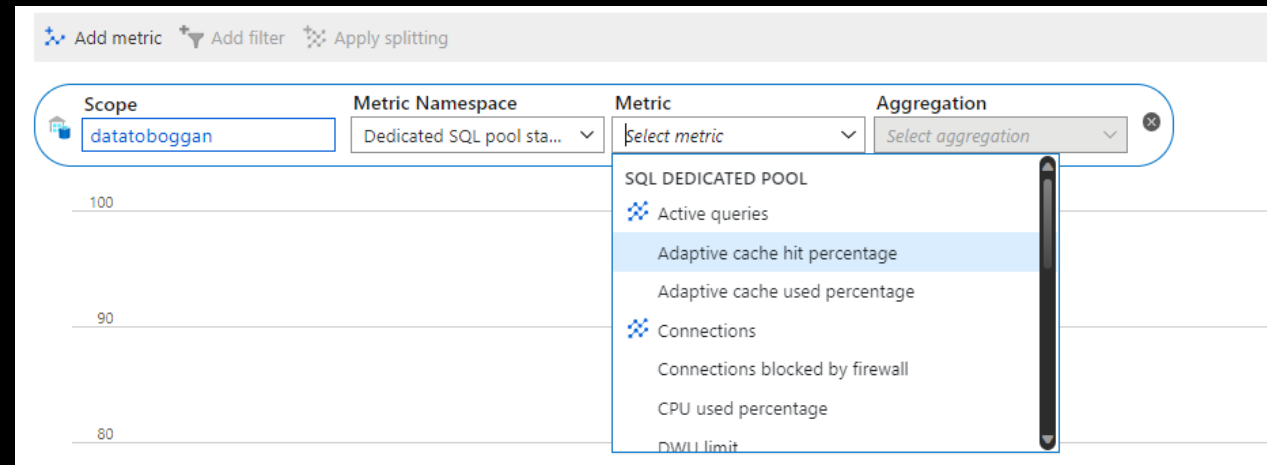 Add metric Add filter Apply splitting
Scope Metric Namespace Metric Aggregation
datatoboggan Dedicated SQL pool sta... Select metric Select aggregation
SQL DEDICATED POOL
100
Active queries
Adaptive cache hit percentage
Adaptive cache used percentage
90
Connections
Connections blocked by firewall
CPU used percentage
80
DWU limit